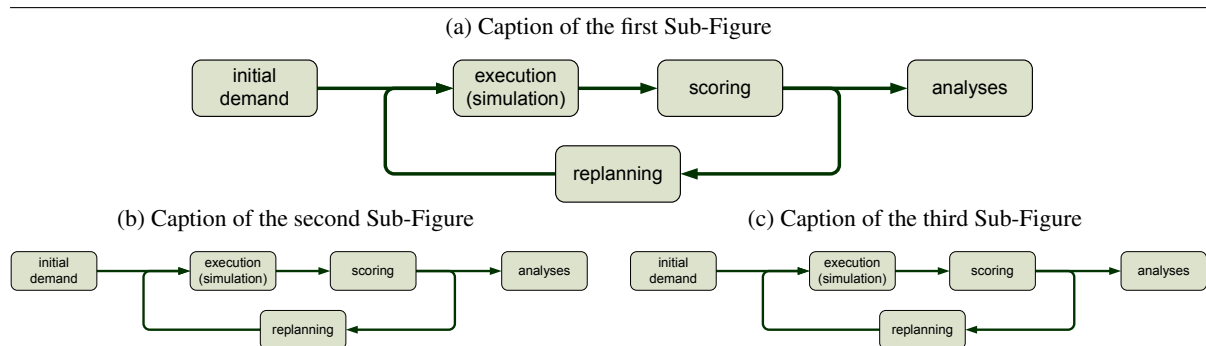 (a) Caption of the first Sub-Figure
initial
demand
execution
(simulation)
scoring
analyses
replanning
(b) Caption of the second Sub-Figure
initial
demand
execution
(simulation)
scoring
analyses
replanning
(c) Caption of the third Sub-Figure
initial
demand
execution
(simulation)
scoring
analyses
replanning